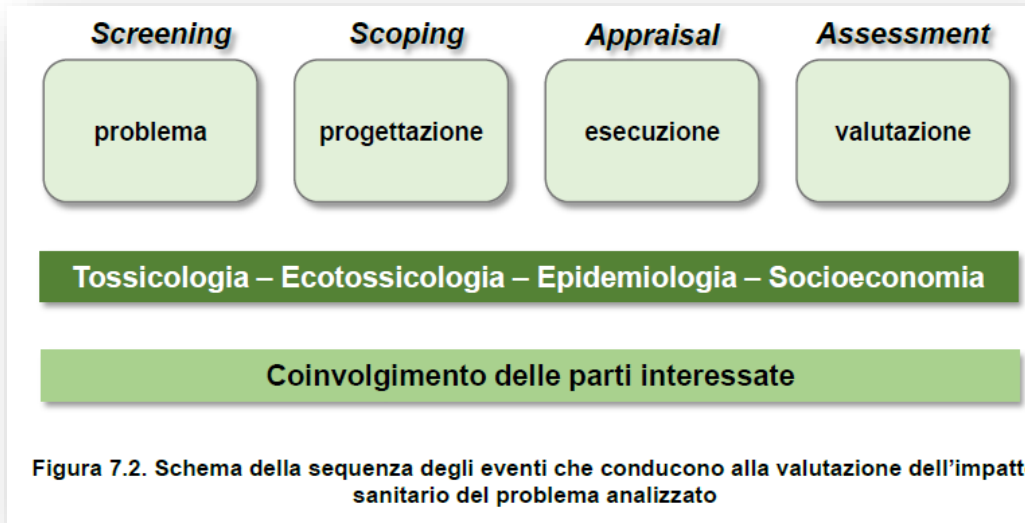 Screening Scoping Appraisal Assessment
problema progettazione esecuzione valutazione
Tossicologia – Ecotossicologia – Epidemiologia – Socioeconomia
Coinvolgimento delle parti interessate
Figura 7.2. Schema della sequenza degli eventi che conducono alla valutazione dell'impatto
sanitario del problema analizzato